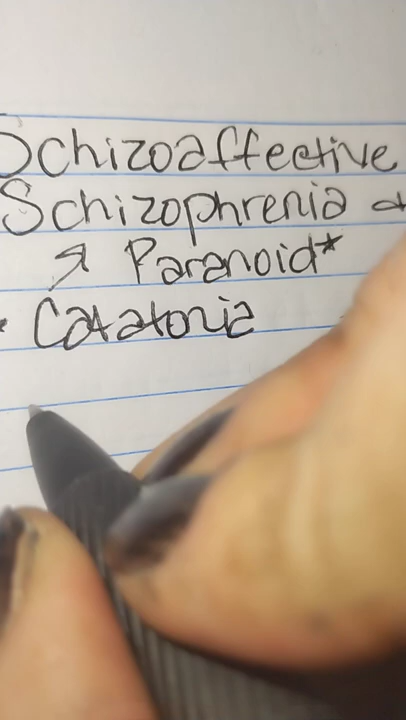 Schizoaffective
Schizophrenia
Paranoid*
• Catatonia